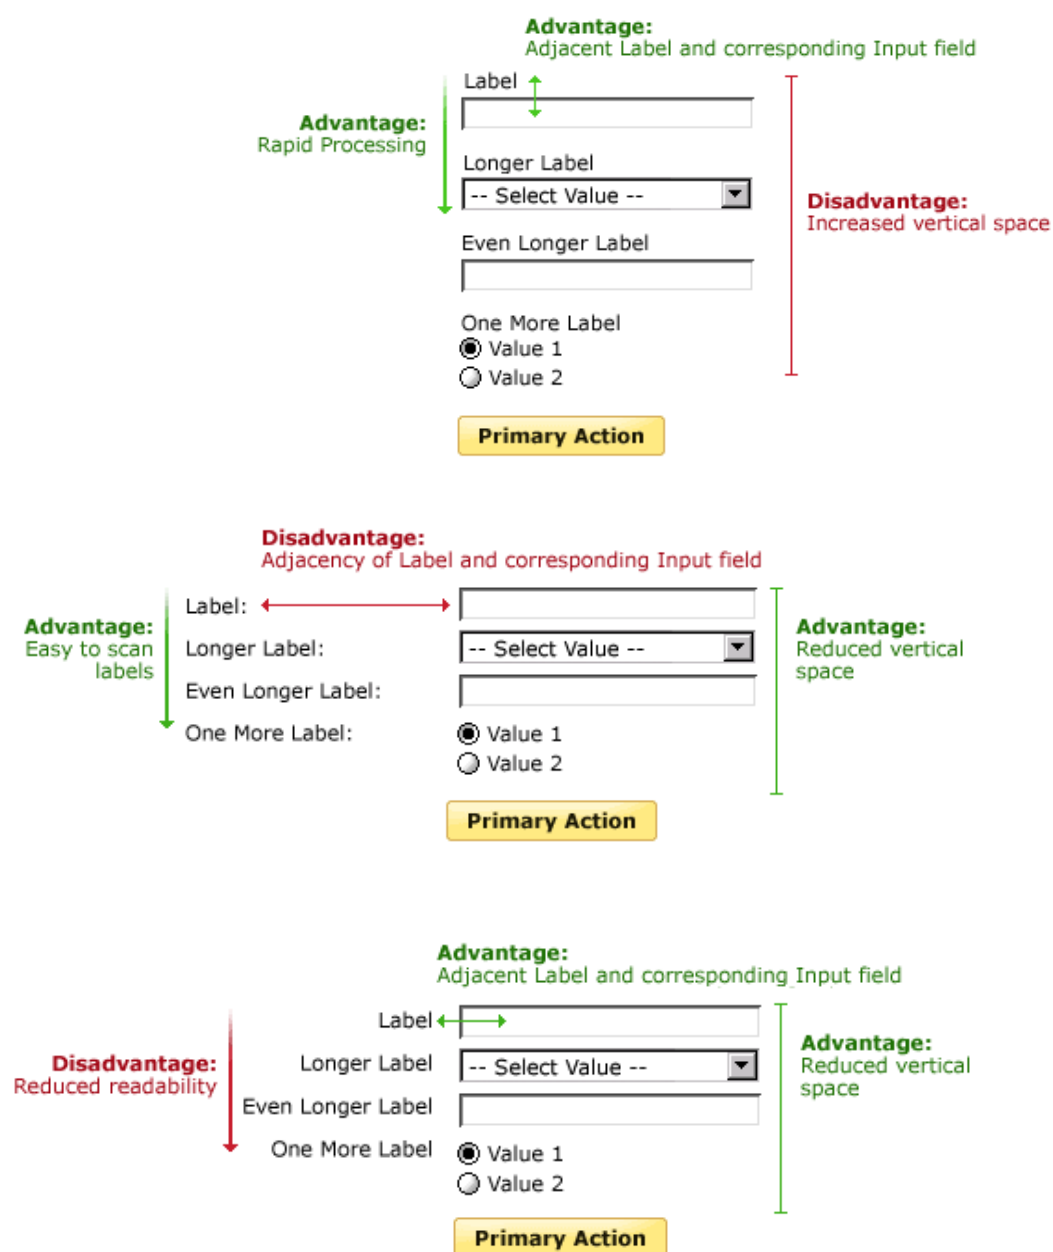 Advantage:
Adjacent Label and corresponding Input field
Label
Advantage:
Rapid Processing
Longer Label
-- Select Value --
Disadvantage:
Increased vertical space
Even Longer Label
One More Label
Value 1
Value 2
Primary Action
Disadvantage:
Adjacency of Label and corresponding Input field
Label:
Advantage:
Easy to scan
labels
Longer Label:
-- Select Value --
Advantage:
Reduced vertical
space
Even Longer Label:
One More Label:
Value 1
Value 2
Primary Action
Advantage:
Adjacent Label and corresponding Input field
Label
Disadvantage:
Reduced readability
Longer Label
-- Select Value --
Advantage:
Reduced vertical
space
Even Longer Label
One More Label
Value 1
Value 2
Primary Action